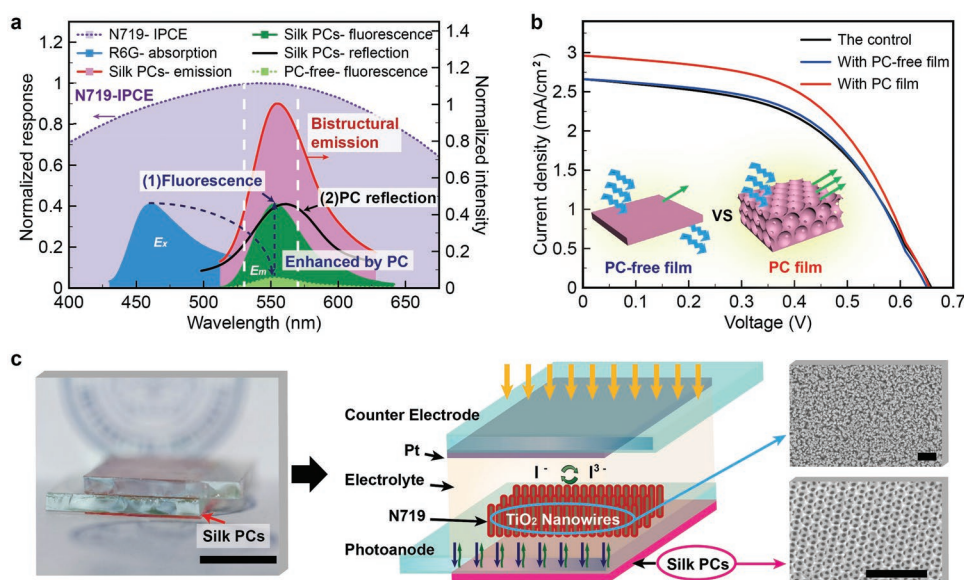 a
N719- IPCE
R6G- absorption
Silk PCs- emission
Silk PCs- fluorescence
Silk PCs- reflection
PC-free- fluorescence
N719-IPCE
Bistructural
emission
(1)Fluorescence
(2)PC reflection
Ex
Em
Enhanced by PC
Normalized response
1.2
1
0.8
0.6
0.4
0.2
0
Normalized intensity
1.2
1
0.8
0.6
0.4
0.2
0
400 450 500 550 600 650
Wavelength (nm)
b
The control
With PC-free film
With PC film
VS
PC-free film
PC film
Current density (mA/cm²)
3
2.5
2
1.5
1
0.5
0
0 0.1 0.2 0.3 0.4 0.5 0.6 0.7
Voltage (V)
c
Silk PCs
Counter Electrode
Pt
Electrolyte
I⁻ I³⁻
N719
TiO₂ Nanowires
Photoanode
Silk PCs